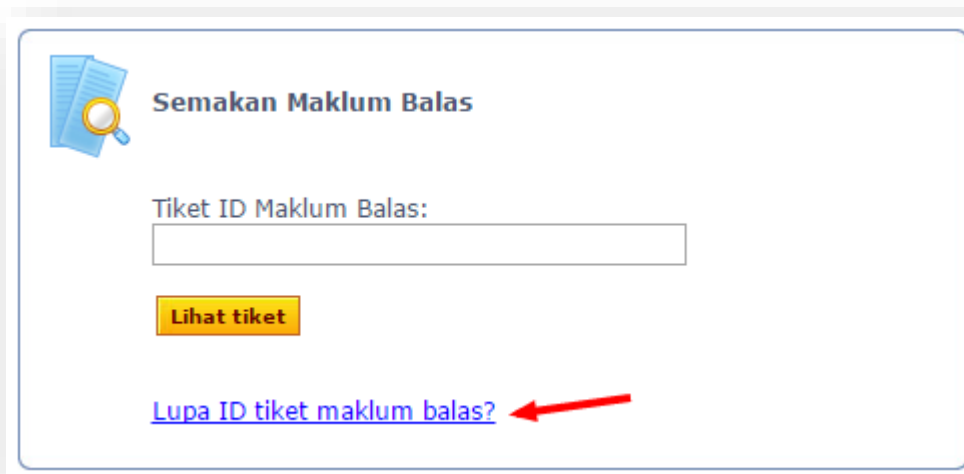 Semakan Maklum Balas
Tiket ID Maklum Balas:
Lihat tiket
Lupa ID tiket maklum balas?